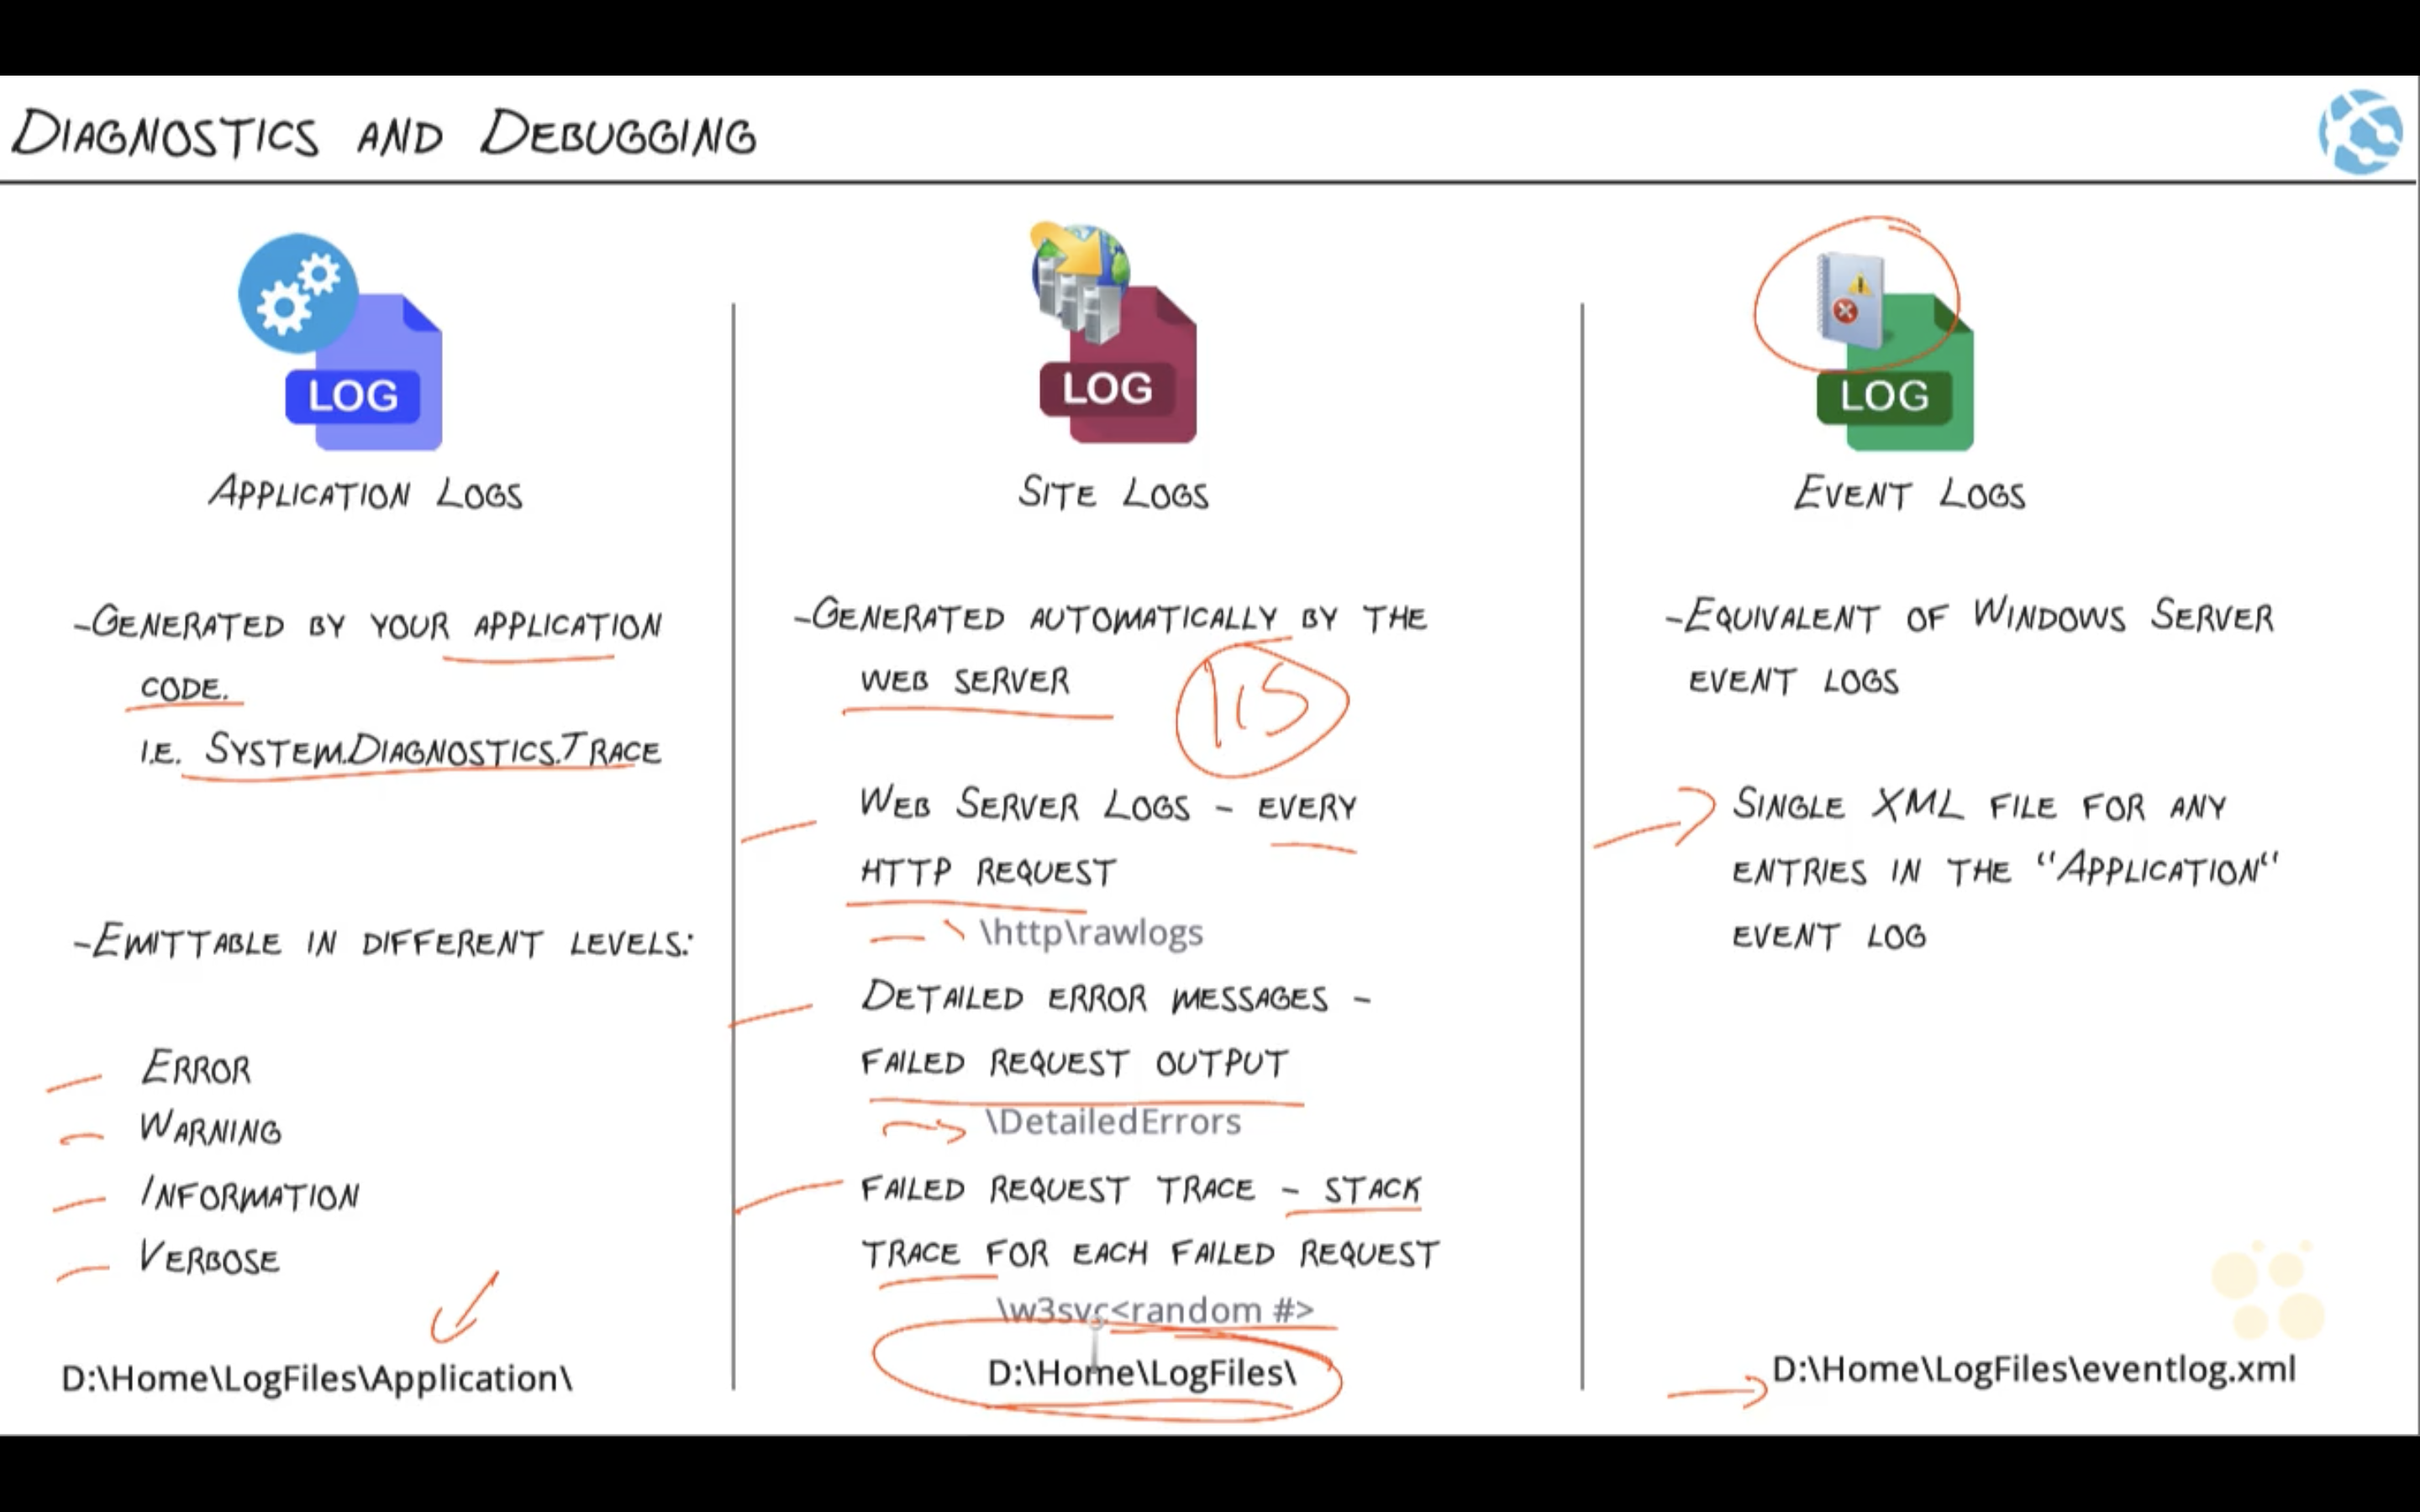 DIAGNOSTICS AND DEBUGGING
LOG
APPLICATION LOGS
-GENERATED BY YOUR APPLICATION
CODE.
I.E. SYSTEM.DIAGNOSTICS.TRACE
-EMITTABLE IN DIFFERENT LEVELS:
ERROR
WARNING
INFORMATION
VERBOSE
D:\Home\LogFiles\Application\
LOG
SITE LOGS
-GENERATED AUTOMATICALLY BY THE
WEB SERVER
IIS
WEB SERVER LOGS - EVERY
HTTP REQUEST
\http\rawlogs
DETAILED ERROR MESSAGES -
FAILED REQUEST OUTPUT
\DetailedErrors
FAILED REQUEST TRACE - STACK
TRACE FOR EACH FAILED REQUEST
\w3svc<random #>
D:\Home\LogFiles\
LOG
EVENT LOGS
-EQUIVALENT OF WINDOWS SERVER
EVENT LOGS
SINGLE XML FILE FOR ANY
ENTRIES IN THE "APPLICATION"
EVENT LOG
D:\Home\LogFiles\eventlog.xml